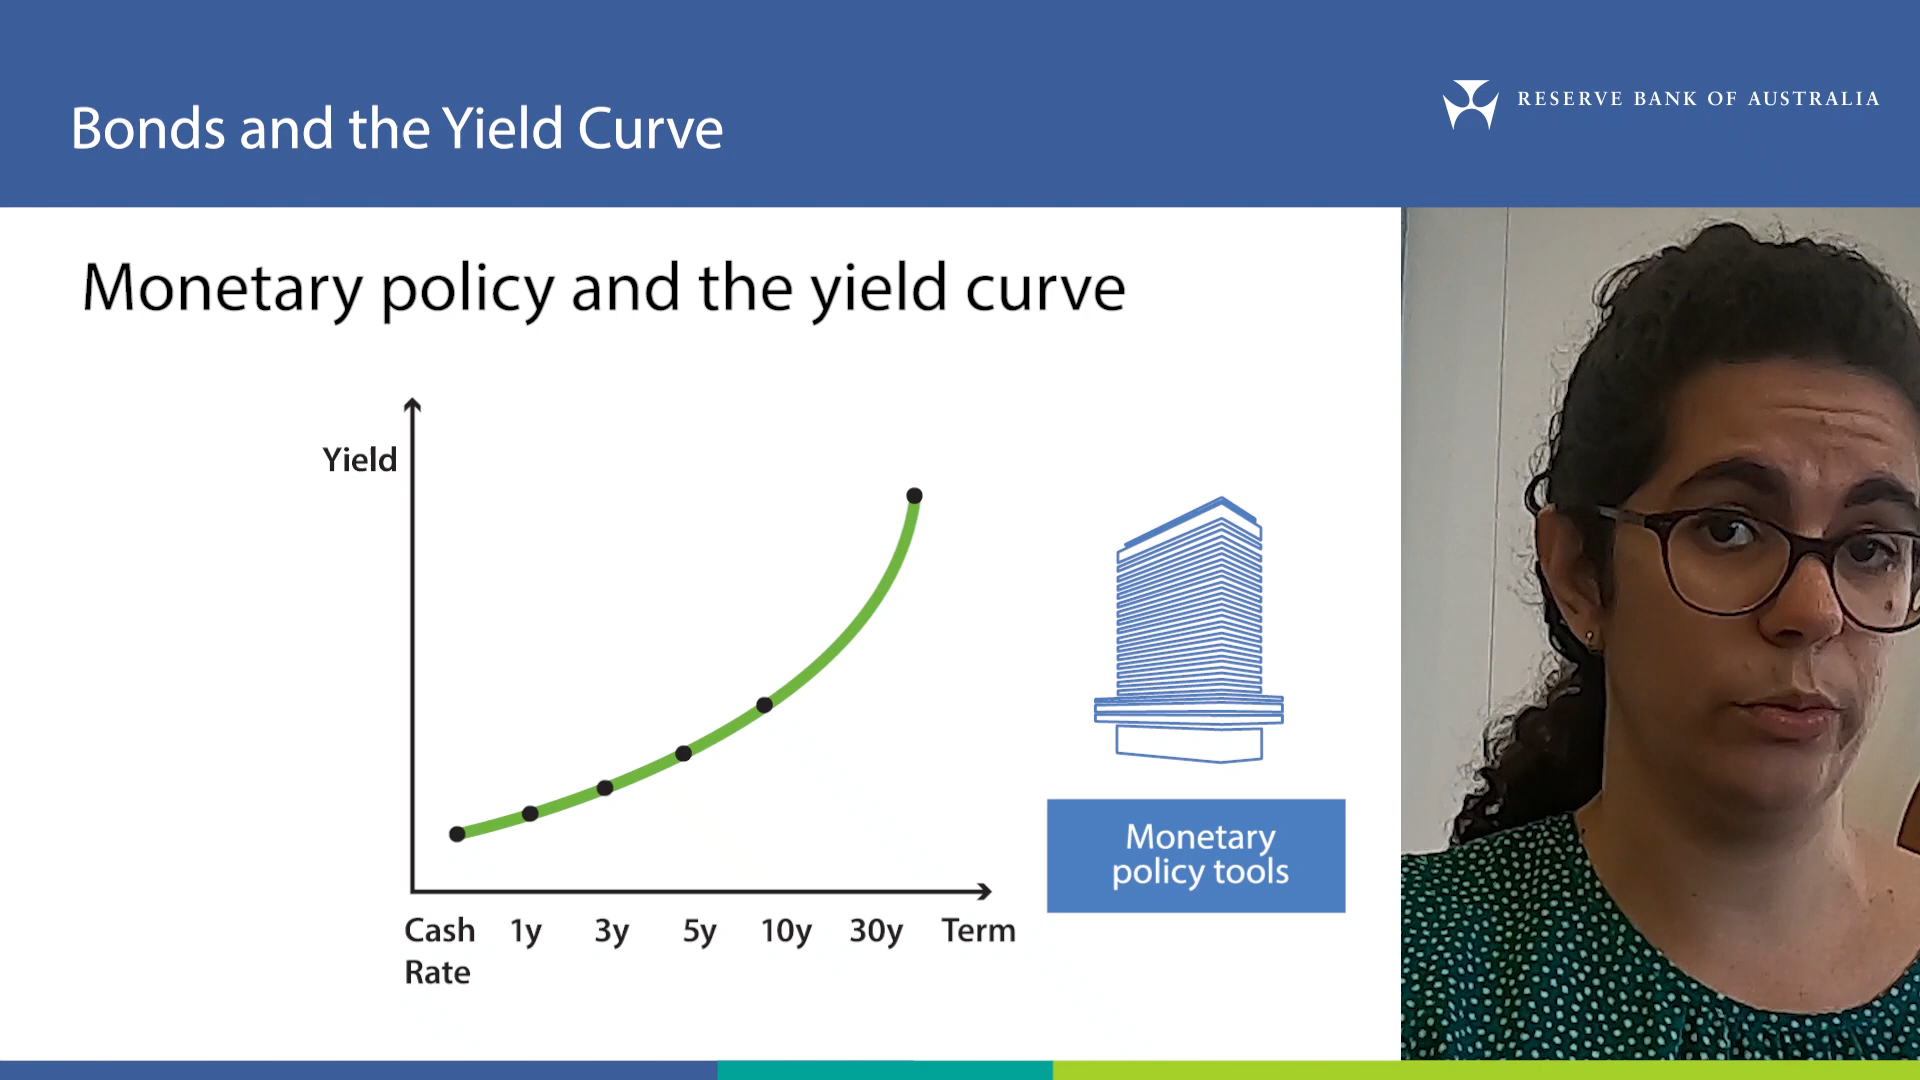 Bonds and the Yield Curve
RESERVE BANK OF AUSTRALIA
Monetary policy and the yield curve
Yield
Cash Rate
1y
3y
5y
10y
30y
Term
Monetary
policy tools